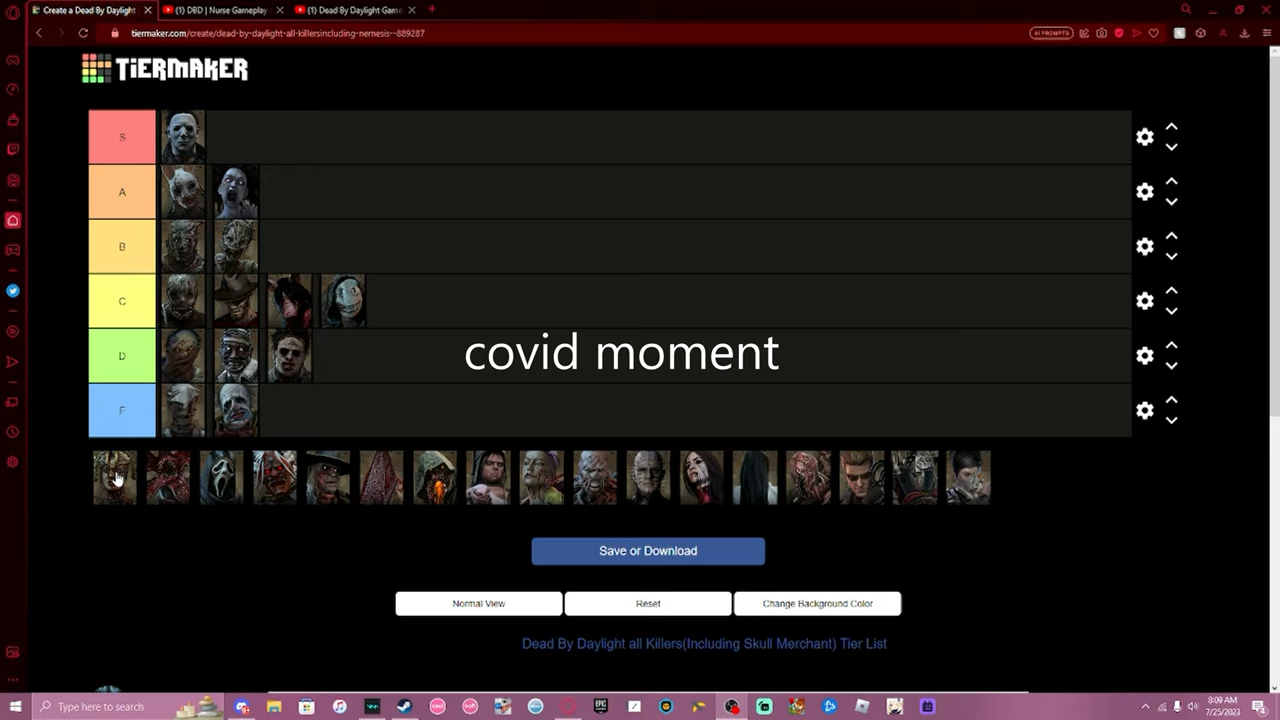 Create a Dead By Daylight
(1) DBD | Nurse Gameplay
(1) Dead By Daylight Game
tiermaker.com/create/dead-by-daylight-all-killersincluding-nemesis--889287
AI PROMPTS
TiERMAKER
S
A
B
C
D
F
covid moment
Save or Download
Normal View
Reset
Change Background Color
Dead By Daylight all Killers(Including Skull Merchant) Tier List
Type here to search
8:09 AM
7/25/2023